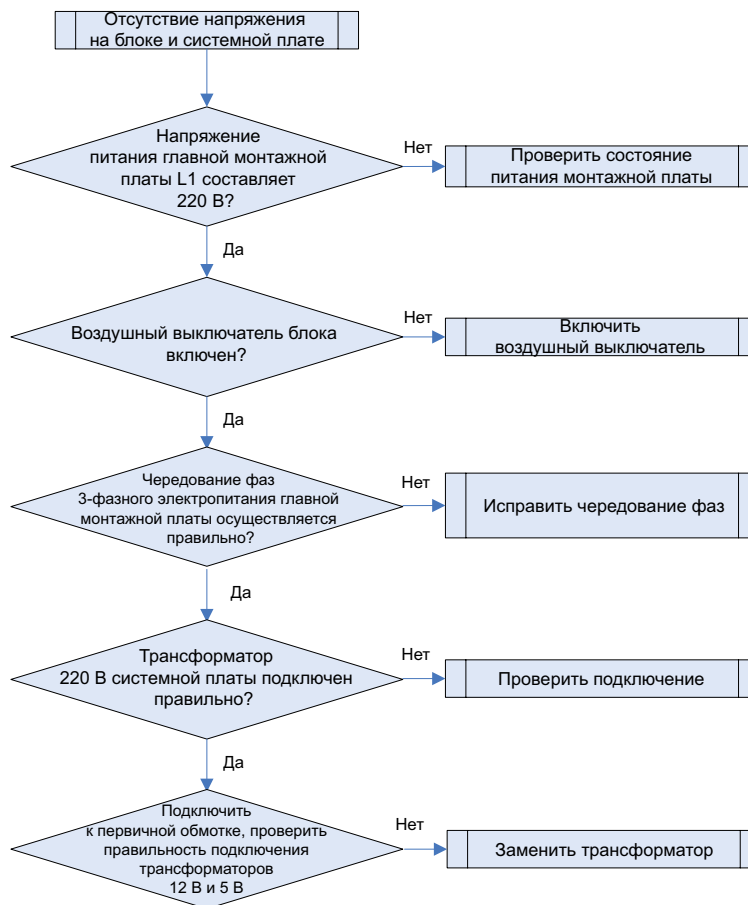 Отсутствие напряжения
на блоке и системной плате
Напряжение
питания главной монтажной
платы L1 составляет
220 В?
Нет
Проверить состояние
питания монтажной платы
Да
Воздушный выключатель блока
включен?
Нет
Включить
воздушный выключатель
Да
Чередование фаз
3-фазного электропитания главной
монтажной платы осуществляется
правильно?
Нет
Исправить чередование фаз
Да
Трансформатор
220 В системной платы подключен
правильно?
Нет
Проверить подключение
Да
Подключить
к первичной обмотке, проверить
правильность подключения
трансформаторов
12 В и 5 В
Нет
Заменить трансформатор